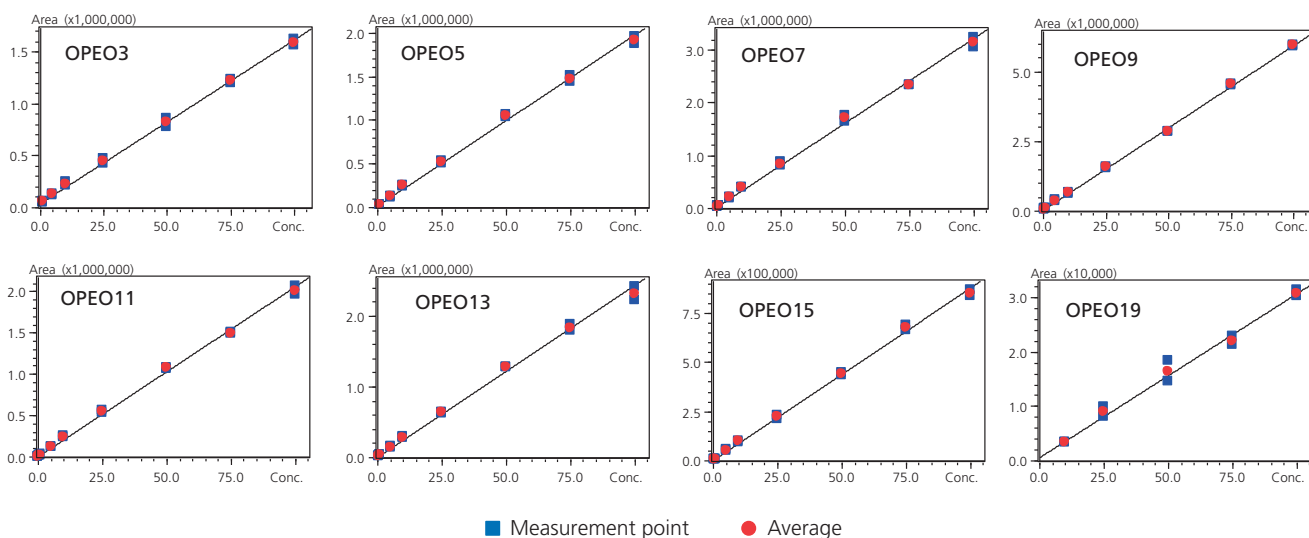 Area (x1,000,000)
OPEO3
1.5
1.0
0.5
0.0
0.0 25.0 50.0 75.0 Conc.
Area (x1,000,000)
OPEO5
2.0
1.5
1.0
0.5
0.0
0.0 25.0 50.0 75.0 Conc.
Area (x1,000,000)
OPEO7
3.0
2.0
1.0
0.0
0.0 25.0 50.0 75.0 Conc.
Area (x1,000,000)
OPEO9
5.0
2.5
0.0
0.0 25.0 50.0 75.0 Conc.
Area (x1,000,000)
OPEO11
2.0
1.5
1.0
0.5
0.0
0.0 25.0 50.0 75.0 Conc.
Area (x1,000,000)
OPEO13
2.0
1.0
0.0
0.0 25.0 50.0 75.0 Conc.
Area (x100,000)
OPEO15
7.5
5.0
2.5
0.0
0.0 25.0 50.0 75.0 Conc.
Area (x10,000)
OPEO19
3.0
2.0
1.0
0.0
0.0 25.0 50.0 75.0 Conc.
Measurement point Average